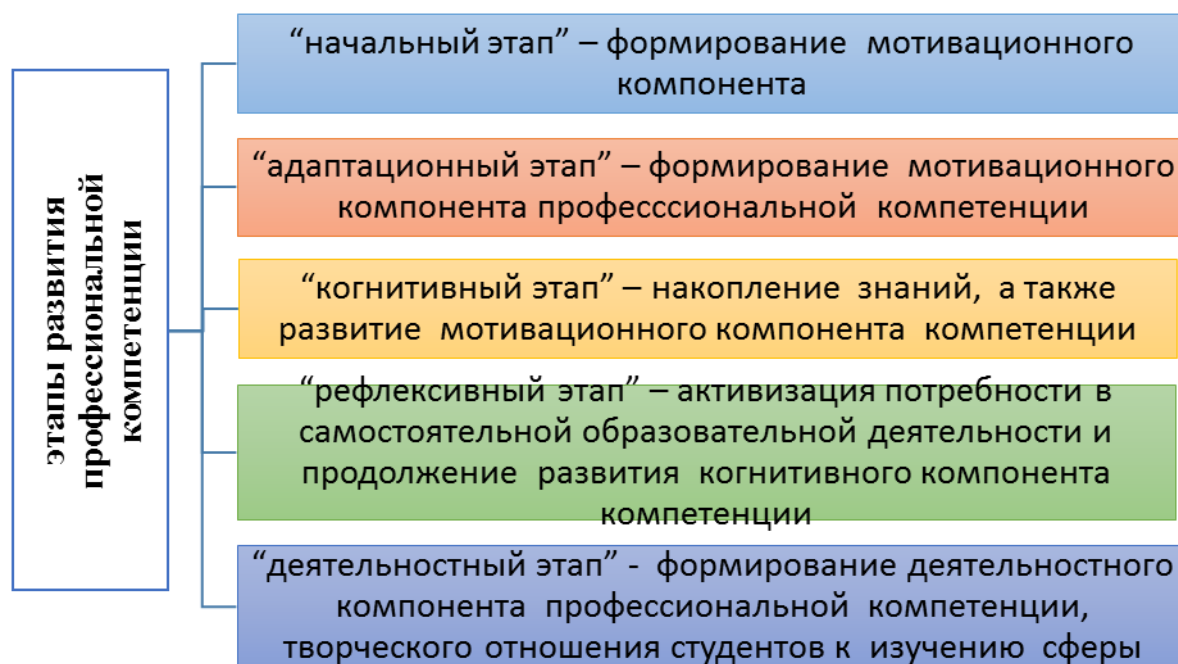 этапы развития
профессиональной
компетенции
“начальный этап” – формирование мотивационного
компонента
“адаптационный этап” – формирование мотивационного
компонента професссиональной компетенции
“когнитивный этап” – накопление знаний, а также
развитие мотивационного компонента компетенции
“рефлексивный этап” – активизация потребности в
самостоятельной образовательной деятельности и
продолжение развития когнитивного компонента
компетенции
“деятельностный этап” - формирование деятельностного
компонента профессиональной компетенции,
творческого отношения студентов к изучению сферы